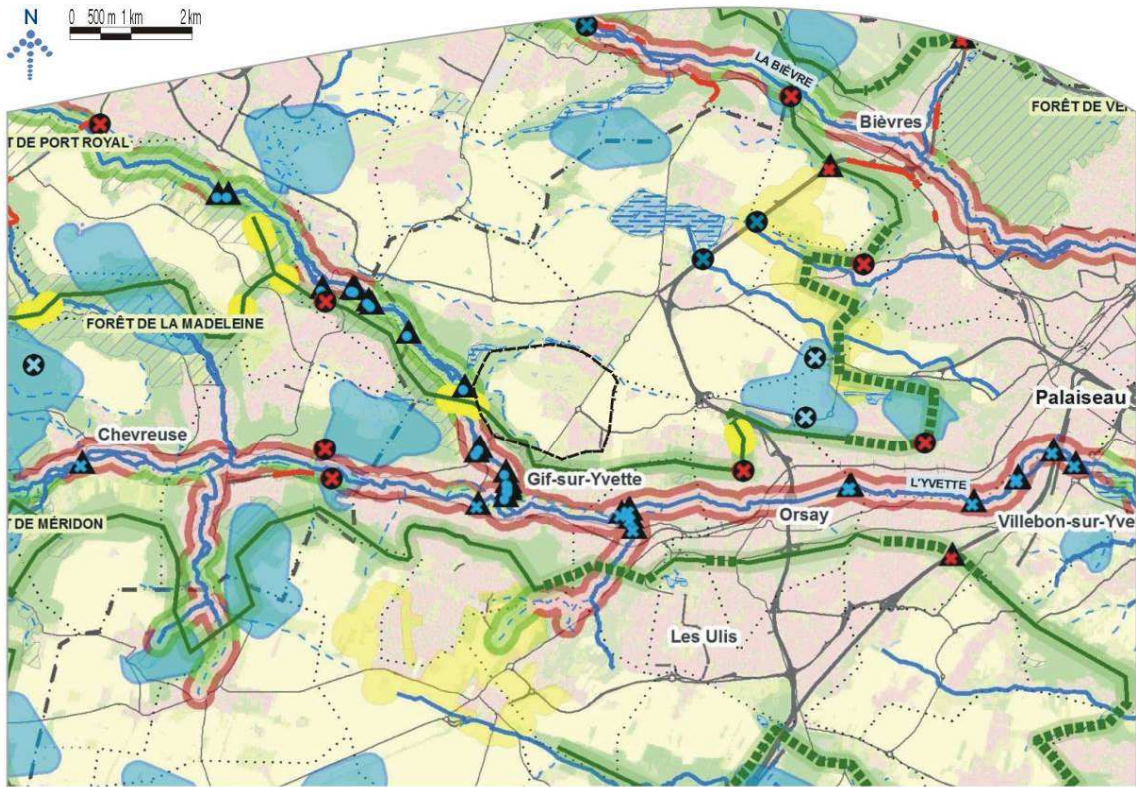 N
0 500 m 1 km 2 km
LA BIÈVRE
Bièvres
FORÊT DE VER
T DE PORT ROYAL
FORÊT DE LA MADELEINE
Palaiseau
Chevreuse
Gif-sur-Yvette
L'YVETTE
Orsay
Villebon-sur-Yve
T DE MÉRIDON
Les Ulis